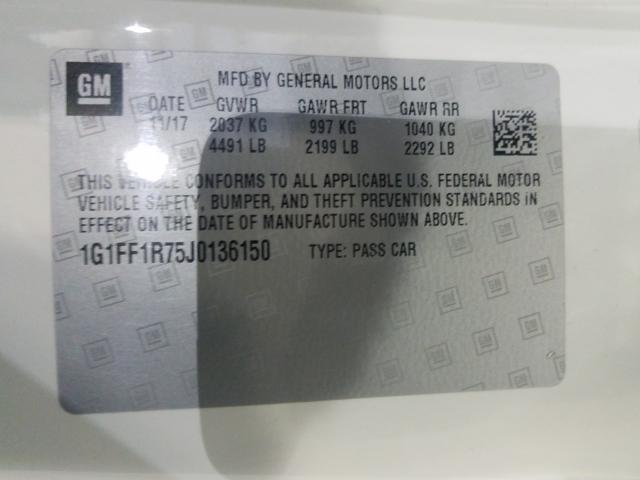 GM
MFD BY GENERAL MOTORS LLC
DATE GVWR GAWR FRT GAWR RR
11/17 2037 KG 997 KG 1040 KG
4491 LB 2199 LB 2292 LB
THIS VEHICLE CONFORMS TO ALL APPLICABLE U.S. FEDERAL MOTOR
VEHICLE SAFETY, BUMPER, AND THEFT PREVENTION STANDARDS IN
EFFECT ON THE DATE OF MANUFACTURE SHOWN ABOVE.
1G1FF1R75J0136150 TYPE: PASS CAR